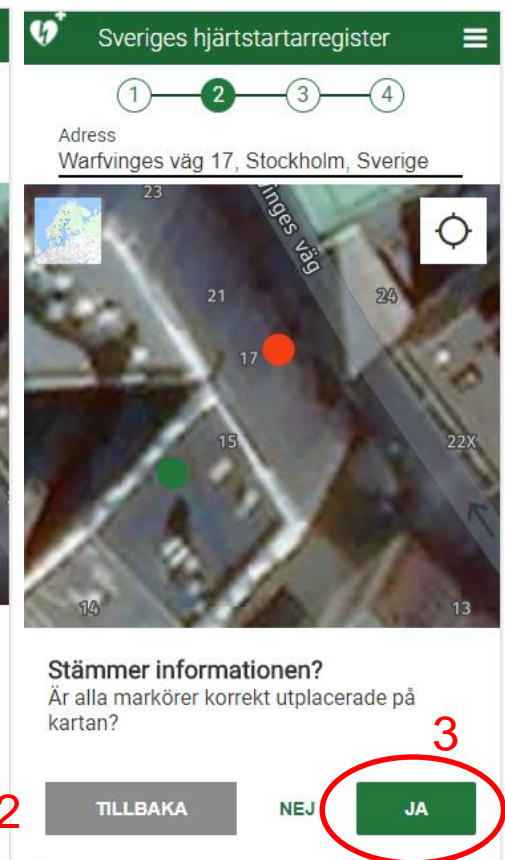 Sveriges hjärtstartarregister
1 2 3 4
Adress
Warfvinges väg 17, Stockholm, Sverige
23
inges väg
21
24
17
15
22X
14
13
Stämmer informationen?
Är alla markörer korrekt utplacerade på
kartan?
3
2
TILLBAKA NEJ JA